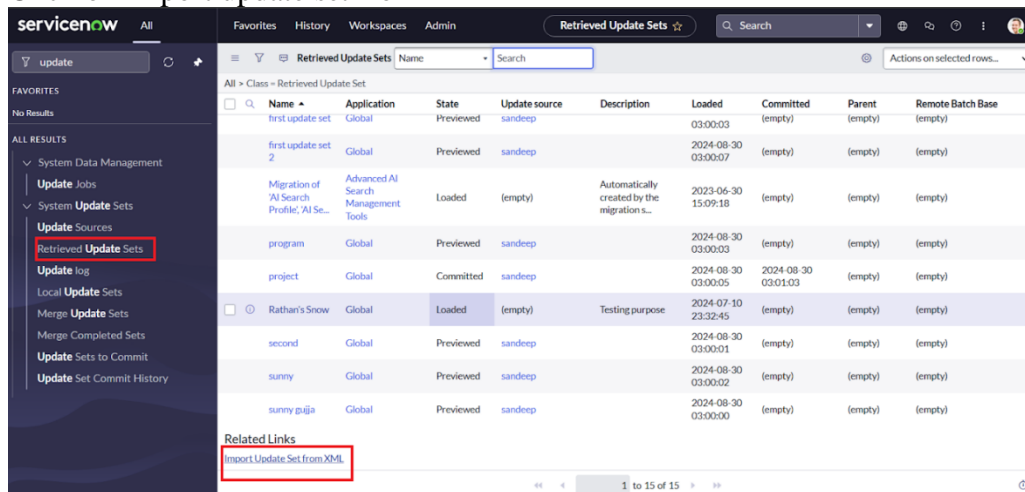 servicenow All Favorites History Workspaces Admin Retrieved Update Sets Search
update
Retrieved Update Sets Name Search Actions on selected rows...
All > Class = Retrieved Update Set
FAVORITES
No Results
ALL RESULTS
System Data Management
Update Jobs
System Update Sets
Update Sources
Retrieved Update Sets
Update log
Local Update Sets
Merge Update Sets
Merge Completed Sets
Update Sets to Commit
Update Set Commit History
Name Application State Update source Description Loaded Committed Parent Remote Batch Base
first update set Global Previewed sandeep 03:00:03 (empty) (empty) (empty)
first update set 2 Global Previewed sandeep 2024-08-30 03:00:07 (empty) (empty) (empty)
Migration of 'AI Search Profile', 'AI Se... Advanced AI Search Management Tools Loaded (empty) Automatically created by the migration s... 2023-06-30 15:09:18 (empty) (empty) (empty)
program Global Previewed sandeep 2024-08-30 03:00:03 (empty) (empty) (empty)
project Global Committed sandeep 2024-08-30 03:00:05 2024-08-30 03:01:03 (empty) (empty)
Rathan's Snow Global Loaded (empty) Testing purpose 2024-07-10 23:32:45 (empty) (empty) (empty)
second Global Previewed sandeep 2024-08-30 03:00:01 (empty) (empty) (empty)
sunny Global Previewed sandeep 2024-08-30 03:00:02 (empty) (empty) (empty)
sunny gujja Global Previewed sandeep 2024-08-30 03:00:00 (empty) (empty) (empty)
Related Links
Import Update Set from XML
1 to 15 of 15